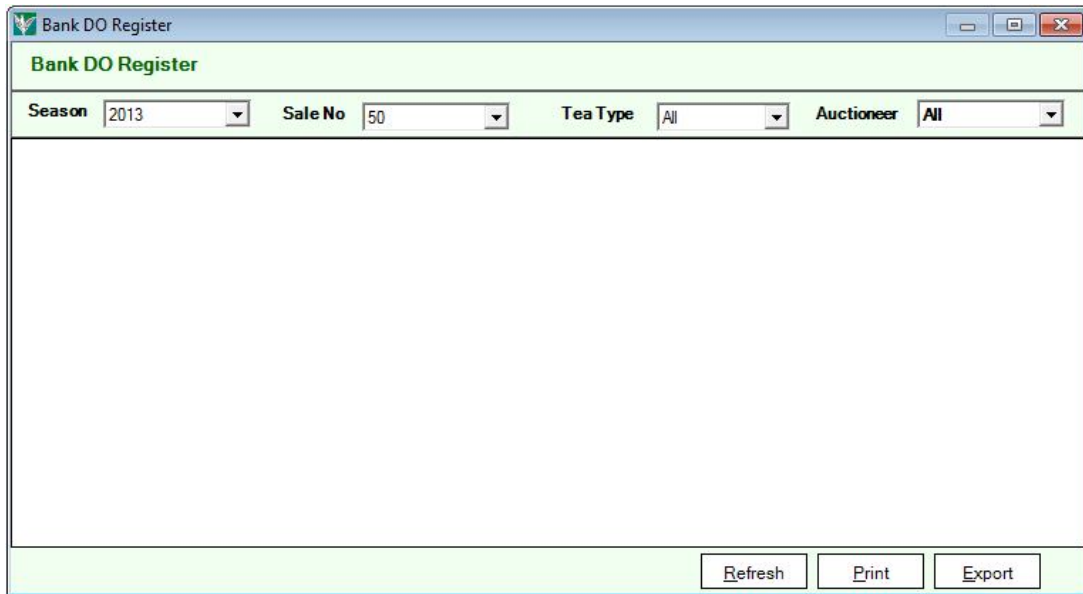 Bank DO Register
Bank DO Register
Season 2013 Sale No 50 Tea Type All Auctioneer All
Refresh Print Export